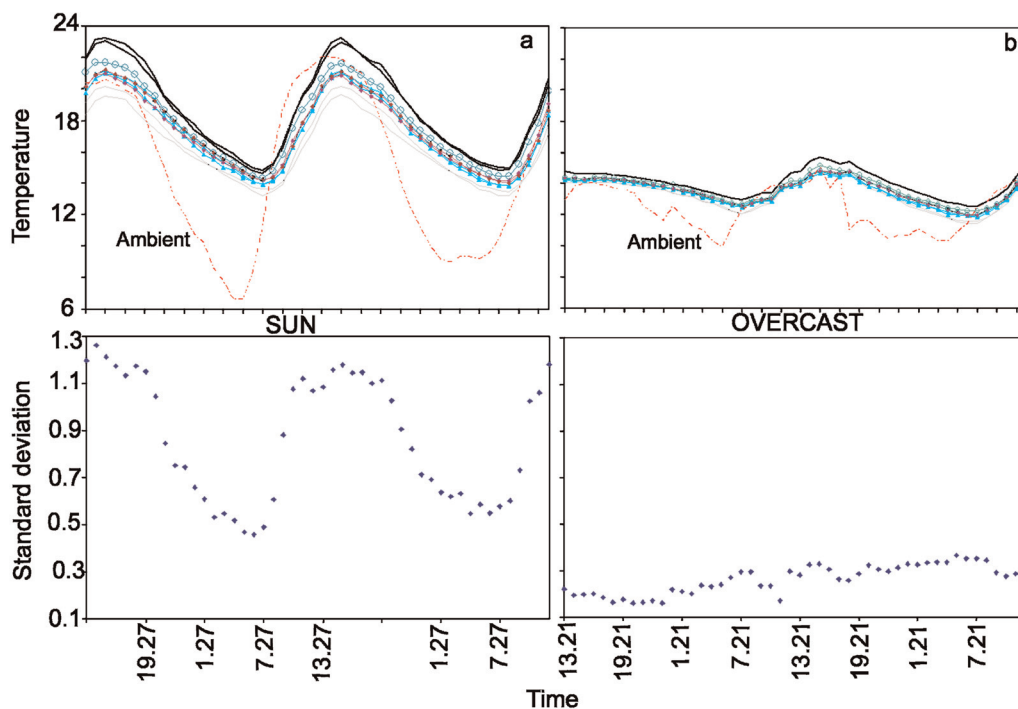 24
18
12
6
Temperature
a
b
Ambient
Ambient
SUN
OVERCAST
1.3
1.1
0.9
0.7
0.5
0.3
0.1
Standard deviation
19.27
1.27
7.27
13.27
1.27
7.27
13.21
19.21
1.21
7.21
13.21
19.21
1.21
7.21
Time